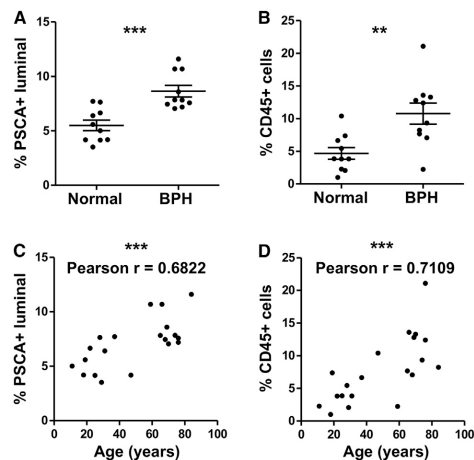 A
***
% PSCA+ luminal
15
10
5
0
Normal BPH
B
**
% CD45+ cells
25
20
15
10
5
0
Normal BPH
C
***
Pearson r = 0.6822
% PSCA+ luminal
15
10
5
0
0 20 40 60 80 100
Age (years)
D
***
Pearson r = 0.7109
% CD45+ cells
25
20
15
10
5
0
0 20 40 60 80 100
Age (years)